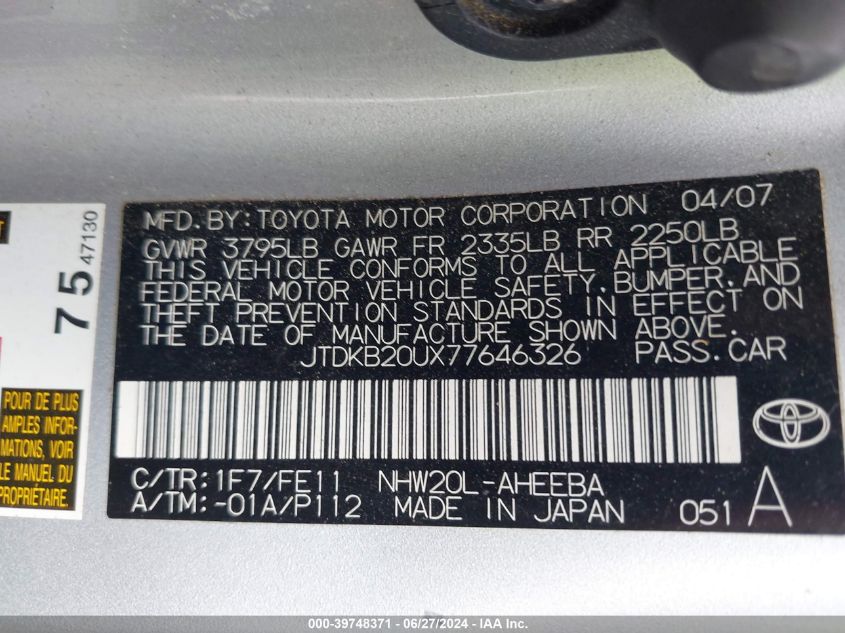 MFD. BY: TOYOTA MOTOR CORPORATION 04/07
GVWR 3795LB GAWR FR 2335LB RR 2250LB
THIS VEHICLE CONFORMS TO ALL APPLICABLE
FEDERAL MOTOR VEHICLE SAFETY, BUMPER, AND
THEFT PREVENTION STANDARDS IN EFFECT ON
THE DATE OF MANUFACTURE SHOWN ABOVE.
JTDKB20UX77646326 PASS. CAR
C/TR: 1F7/FE11 NHW20L-AHEEBA
A/TM: -01A/P112 MADE IN JAPAN 051 A
75 47130
POUR DE PLUS
AMPLES INFOR-
MATIONS, VOIR
LE MANUEL DU
PROPRIÉTAIRE.
000-39748371 - 06/27/2024 - IAA Inc.